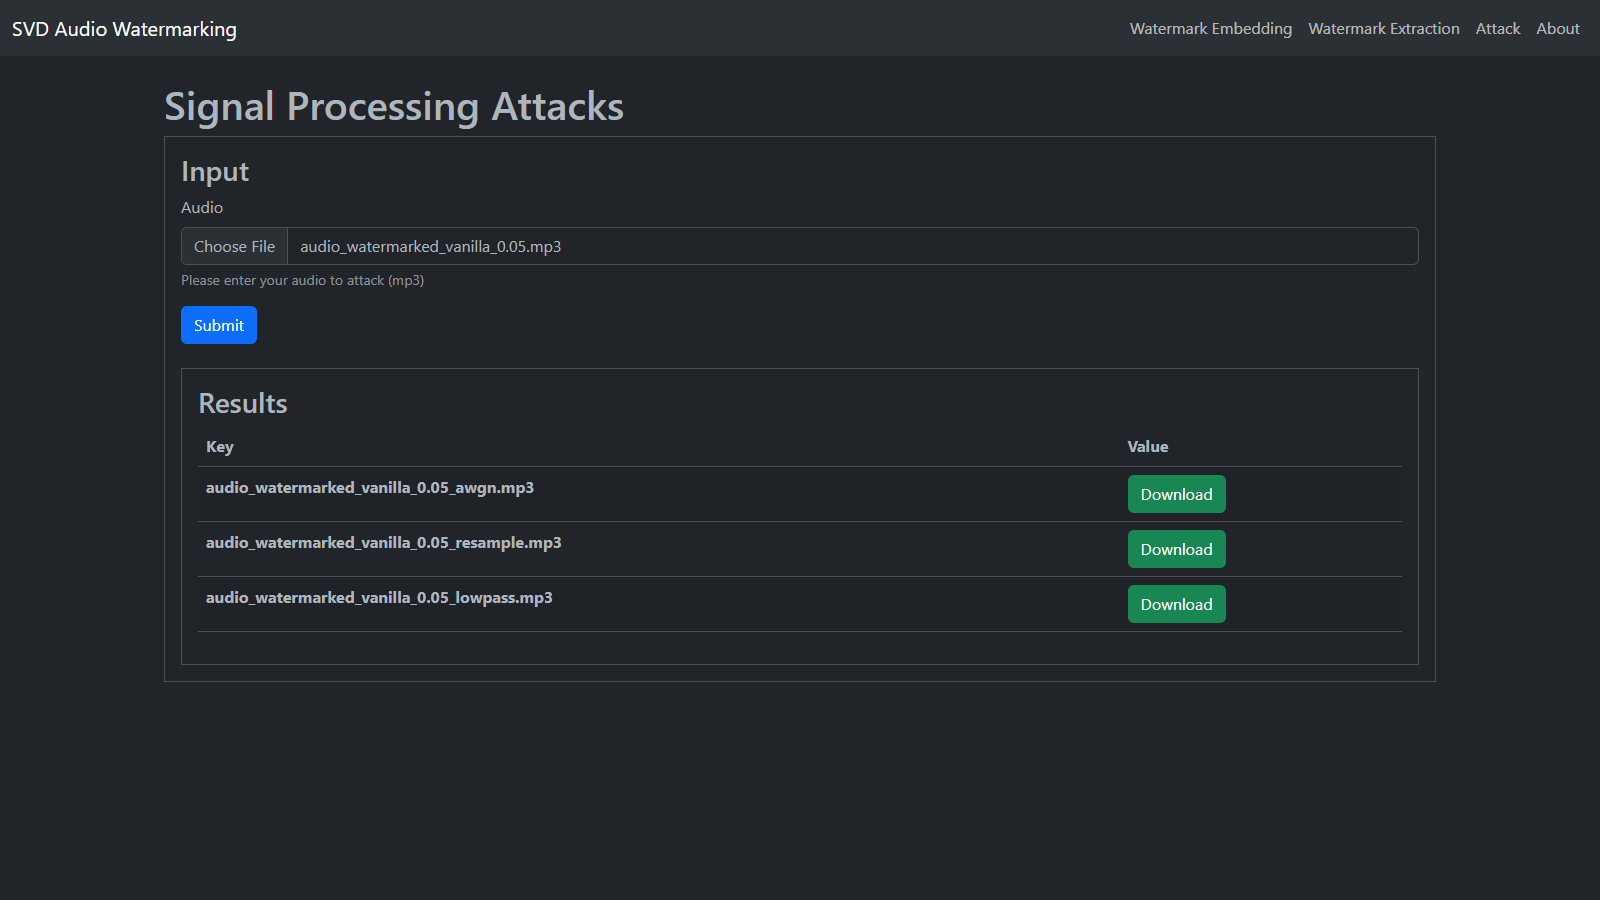 SVD Audio Watermarking
Watermark Embedding Watermark Extraction Attack About
Signal Processing Attacks
Input
Audio
Choose File audio_watermarked_vanilla_0.05.mp3
Please enter your audio to attack (mp3)
Submit
Results
Key Value
audio_watermarked_vanilla_0.05_awgn.mp3 Download
audio_watermarked_vanilla_0.05_resample.mp3 Download
audio_watermarked_vanilla_0.05_lowpass.mp3 Download